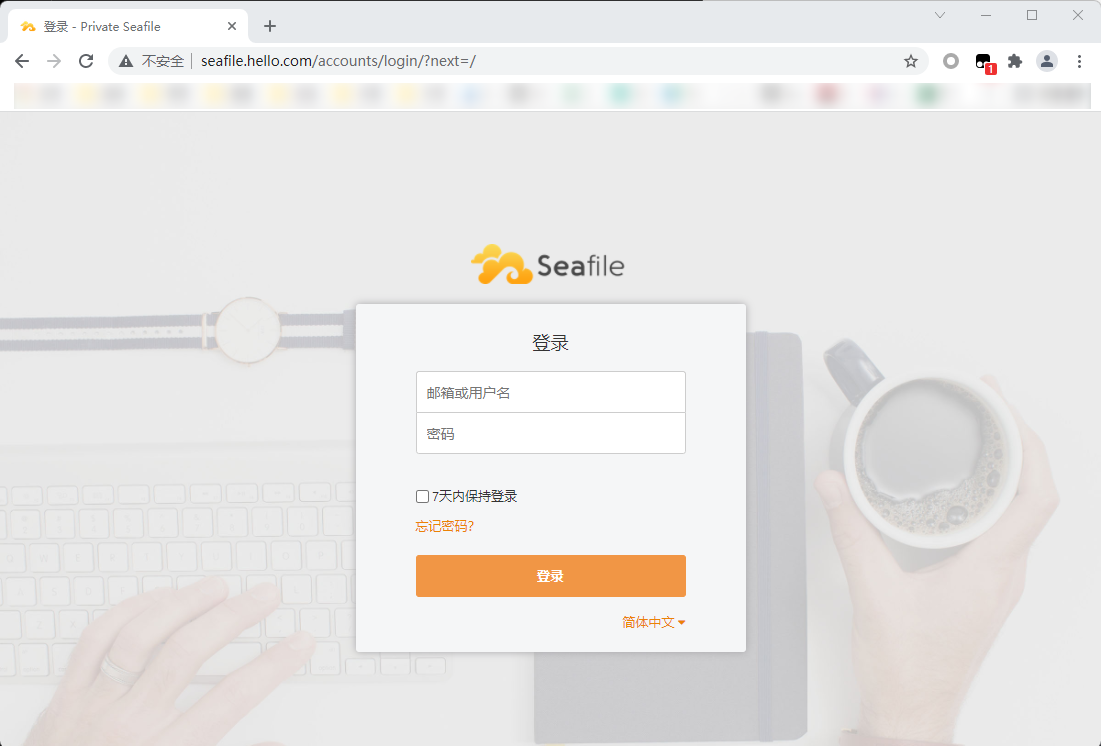 登录 - Private Seafile
不安全 seafile.hello.com/accounts/login/?next=/
1
Seafile
登录
邮箱或用户名
密码
7天内保持登录
忘记密码?
登录
简体中文